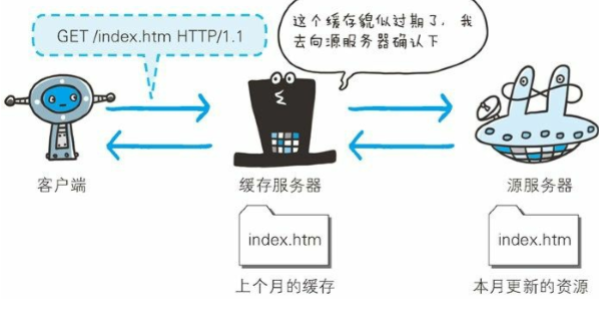 GET /index.htm HTTP/1.1
这个缓存貌似过期了，我
去向源服务器确认下
客户端
缓存服务器
源服务器
index.htm
index.htm
上个月的缓存
本月更新的资源